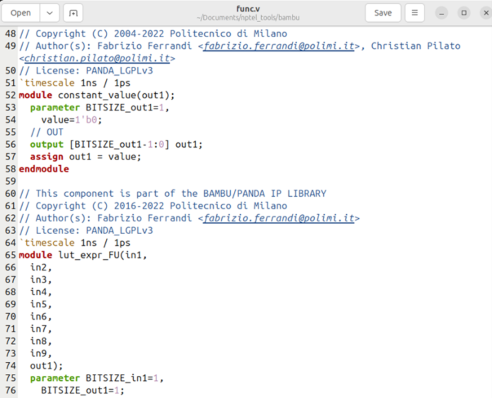 Open
func.v
~/Documents/nptel_tools/bambu
Save
48 // Copyright (C) 2004-2022 Politecnico di Milano
49 // Author(s): Fabrizio Ferrandi <fabrizio.ferrandi@polimi.it>, Christian Pilato
<christian.pilato@polimi.it>
50 // License: PANDA_LGPLv3
51 `timescale 1ns / 1ps
52 module constant_value(out1);
53   parameter BITSIZE_out1=1,
54     value=1'b0;
55   // OUT
56   output [BITSIZE_out1-1:0] out1;
57   assign out1 = value;
58 endmodule
59
60 // This component is part of the BAMBU/PANDA IP LIBRARY
61 // Copyright (C) 2016-2022 Politecnico di Milano
62 // Author(s): Fabrizio Ferrandi <fabrizio.ferrandi@polimi.it>
63 // License: PANDA_LGPLv3
64 `timescale 1ns / 1ps
65 module lut_expr_FU(in1,
66   in2,
67   in3,
68   in4,
69   in5,
70   in6,
71   in7,
72   in8,
73   in9,
74   out1);
75   parameter BITSIZE_in1=1,
76     BITSIZE_out1=1;